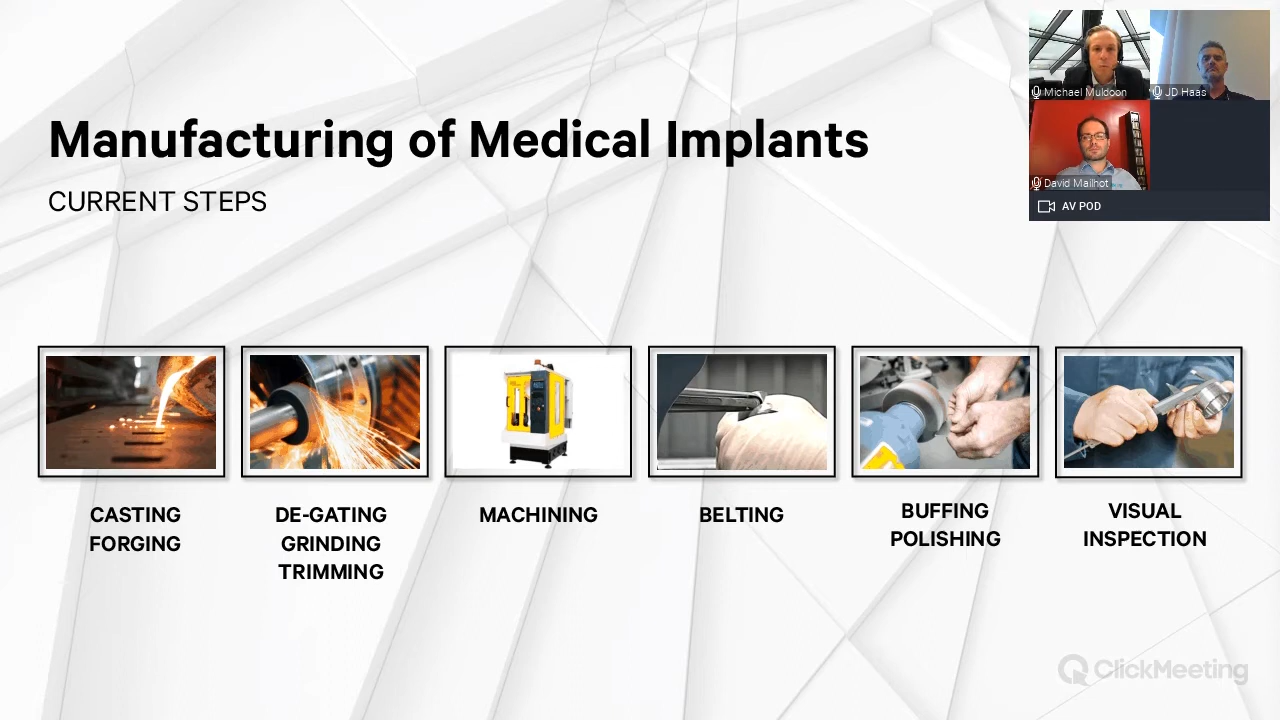 Manufacturing of Medical Implants
CURRENT STEPS
Michael Muldoon
JD Haas
David Mailhot
AV POD
CASTING
FORGING
DE-GATING
GRINDING
TRIMMING
MACHINING
BELTING
BUFFING
POLISHING
VISUAL
INSPECTION
ClickMeeting